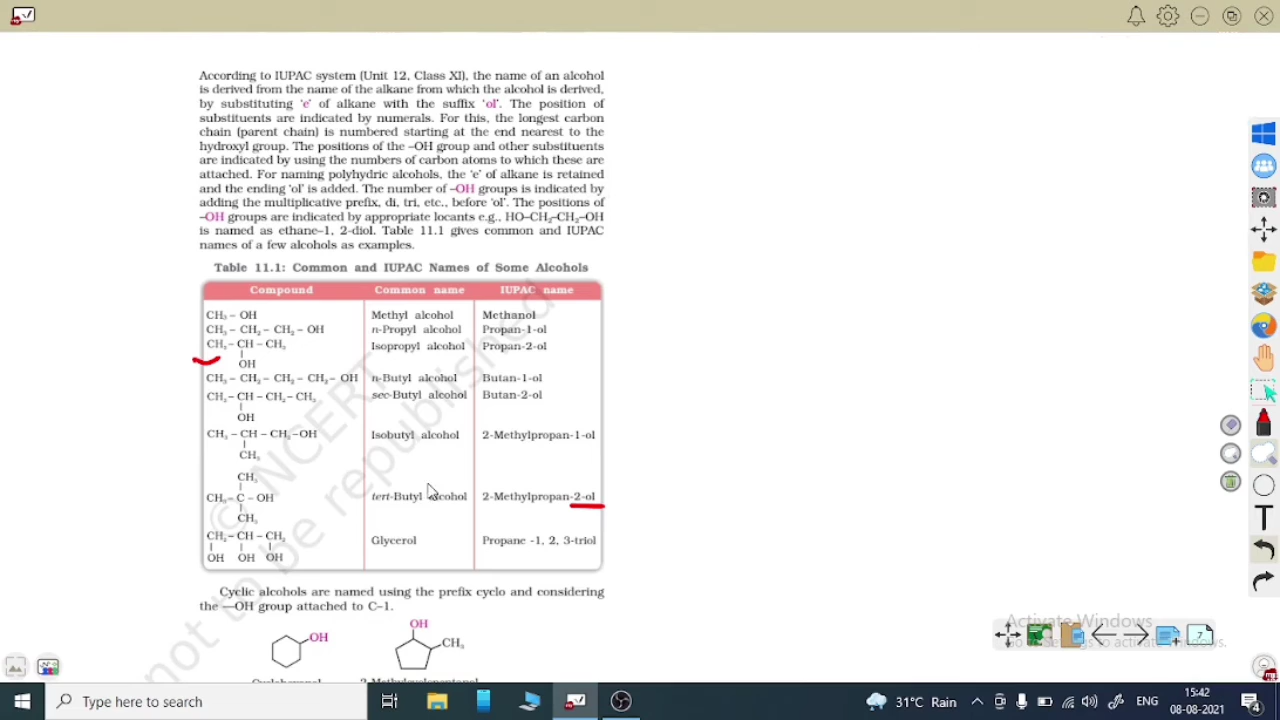 According to IUPAC system (Unit 12, Class XI), the name of an alcohol
is derived from the name of the alkane from which the alcohol is derived,
by substituting 'e' of alkane with the suffix 'ol'. The position of
substituents are indicated by numerals. For this, the longest carbon
chain (parent chain) is numbered starting at the end nearest to the
hydroxyl group. The positions of the –OH group and other substituents
are indicated by using the numbers of carbon atoms to which these are
attached. For naming polyhydric alcohols, the 'e' of alkane is retained
and the ending 'ol' is added. The number of –OH groups is indicated by
adding the multiplicative prefix, di, tri, etc., before 'ol'. The positions of
–OH groups are indicated by appropriate locants e.g., HO–CH₂–CH₂–OH
is named as ethane–1, 2-diol. Table 11.1 gives common and IUPAC
names of a few alcohols as examples.
Table 11.1: Common and IUPAC Names of Some Alcohols
Compound Common name IUPAC name
CH₃ – OH Methyl alcohol Methanol
CH₃ – CH₂ – CH₂ – OH n-Propyl alcohol Propan-1-ol
CH₃ – CH – CH₃ Isopropyl alcohol Propan-2-ol
OH
CH₃ – CH₂ – CH₂ – CH₂ – OH n-Butyl alcohol Butan-1-ol
CH₃ – CH – CH₂ – CH₃ sec-Butyl alcohol Butan-2-ol
OH
CH₃ – CH – CH₂ –OH Isobutyl alcohol 2-Methylpropan-1-ol
CH₃
CH₃
CH₃ – C – OH tert-Butyl alcohol 2-Methylpropan-2-ol
CH₃
CH₂ – CH – CH₂ Glycerol Propane -1, 2, 3-triol
OH OH OH
© NCERT
not to be republished
Cyclic alcohols are named using the prefix cyclo and considering
the —OH group attached to C–1.
OH
OH
CH₃
Activate Windows
7
Type here to search
31°C Rain
ENG
15:42
08-08-2021
4